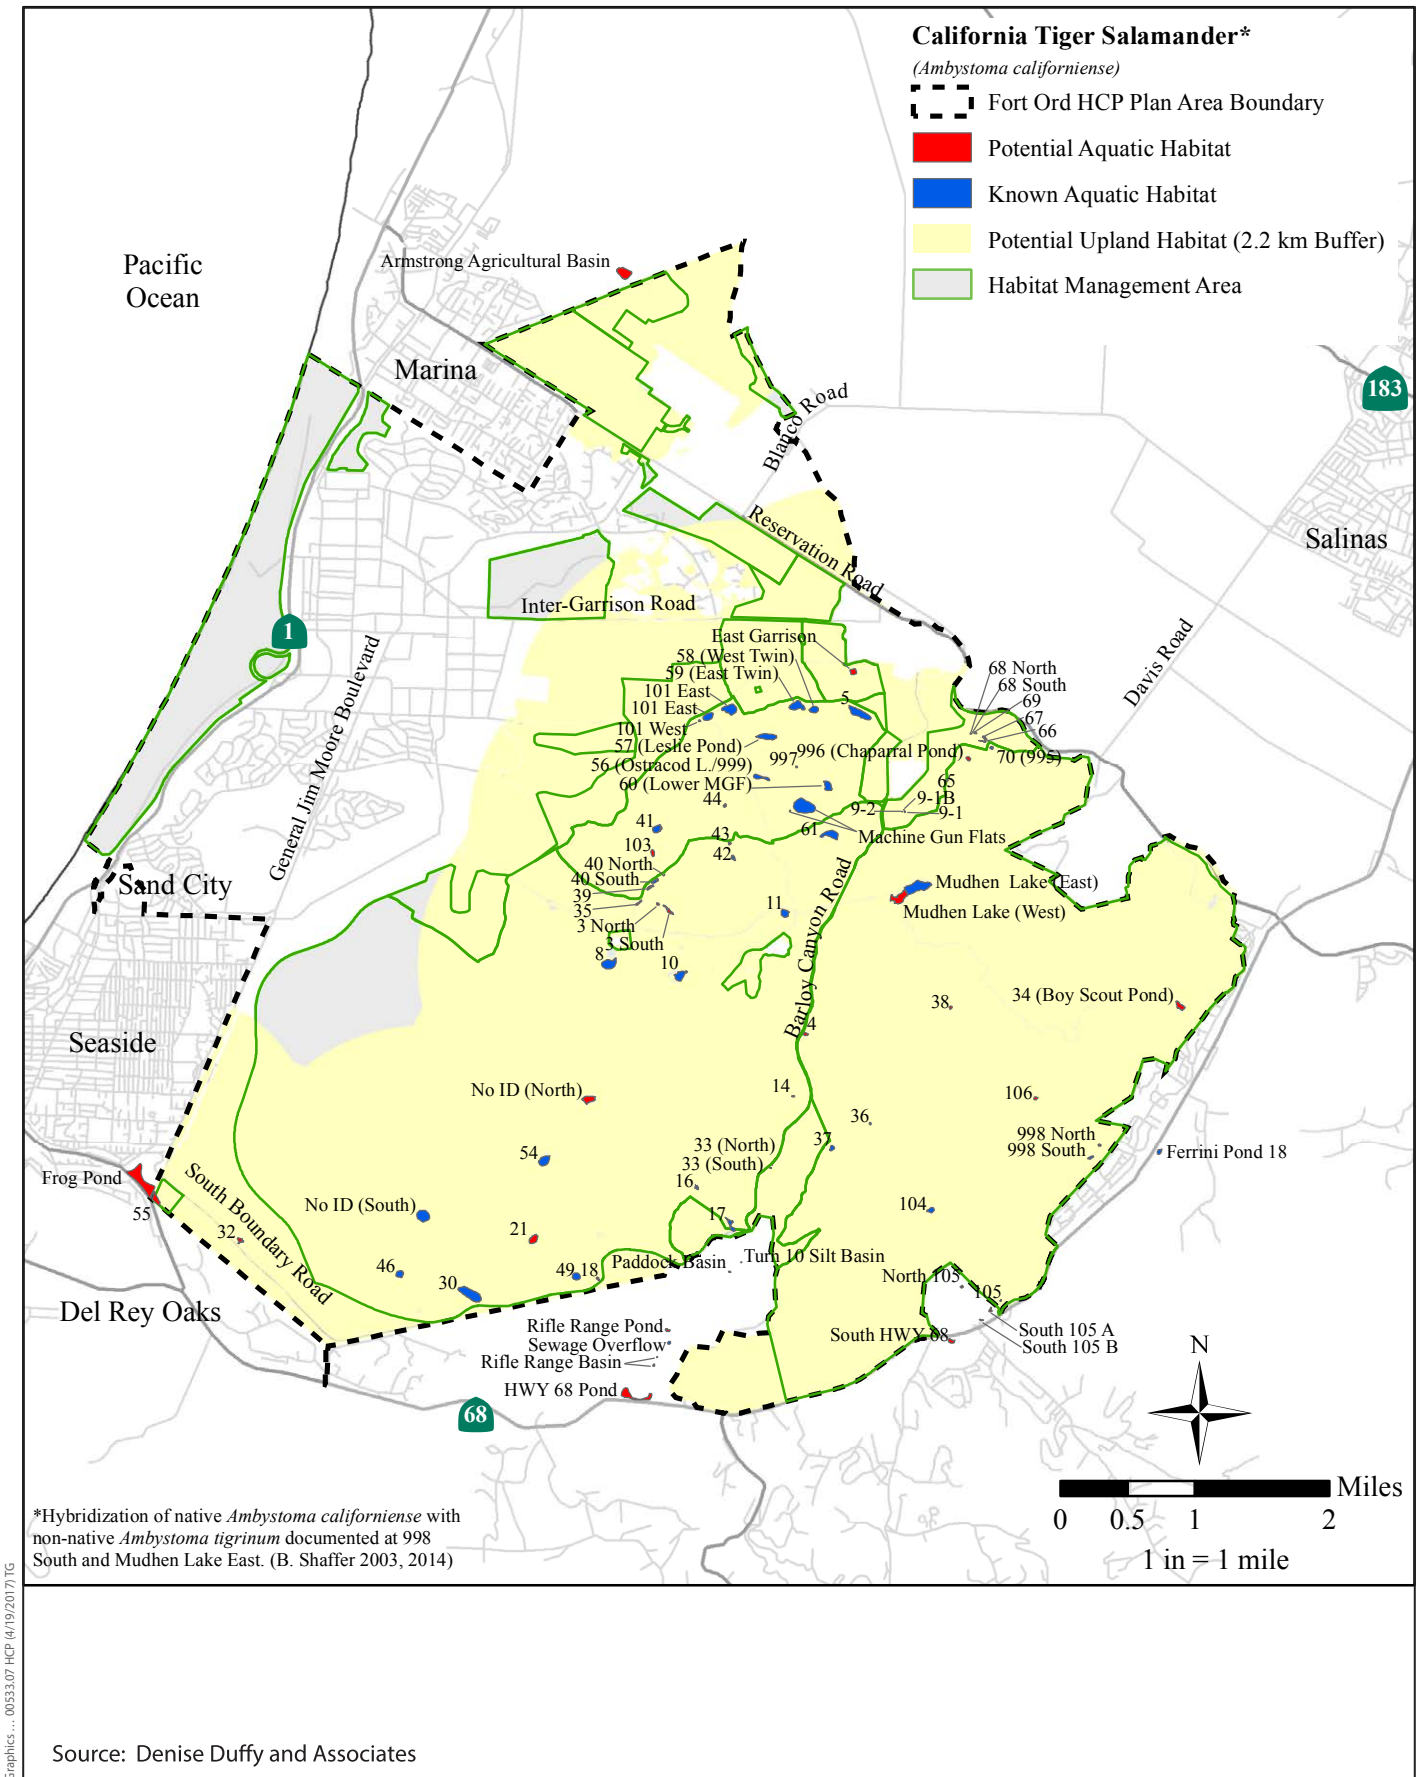 California Tiger Salamander*
(Ambystoma californiense)
Fort Ord HCP Plan Area Boundary
Potential Aquatic Habitat
Known Aquatic Habitat
Potential Upland Habitat (2.2 km Buffer)
Habitat Management Area
Pacific
Ocean
Armstrong Agricultural Basin
Marina
183
Blanco Road
Salinas
Reservation Road
Inter-Garrison Road
1
General Jim Moore Boulevard
Davis Road
East Garrison
58 (West Twin)
59 (East Twin)
101 East
101 East
101 West
5
57 (Leslie Pond)
56 (Ostracod L./999)
60 (Lower MGF)
997
996 (Chaparral Pond)
68 North
68 South
69
67
66
70 (995)
65
9-1B
9-1
9-2
44
41
43
42
61
Machine Gun Flats
103
40 North
40 South
39
35
3 North
3 South
8
10
11
Barloy Canyon Road
Mudhen Lake (East)
Mudhen Lake (West)
Sand City
Seaside
38
34 (Boy Scout Pond)
4
14
No ID (North)
36
37
106
998 North
998 South
Ferrini Pond 18
54
33 (North)
33 (South)
16
17
104
Frog Pond
55
South Boundary Road
32
No ID (South)
21
46
30
49
18
Paddock Basin
Turn 10 Silt Basin
North 105
105
South 105 A
South 105 B
South HWY 68
Del Rey Oaks
Rifle Range Pond
Sewage Overflow
Rifle Range Basin
HWY 68 Pond
68
N
Miles
0 0.5 1 2
1 in = 1 mile
*Hybridization of native Ambystoma californiense with
non-native Ambystoma tigrinum documented at 998
South and Mudhen Lake East. (B. Shaffer 2003, 2014)
Graphics … 00533.07 HCP (4/19/2017) TG
Source: Denise Duffy and Associates